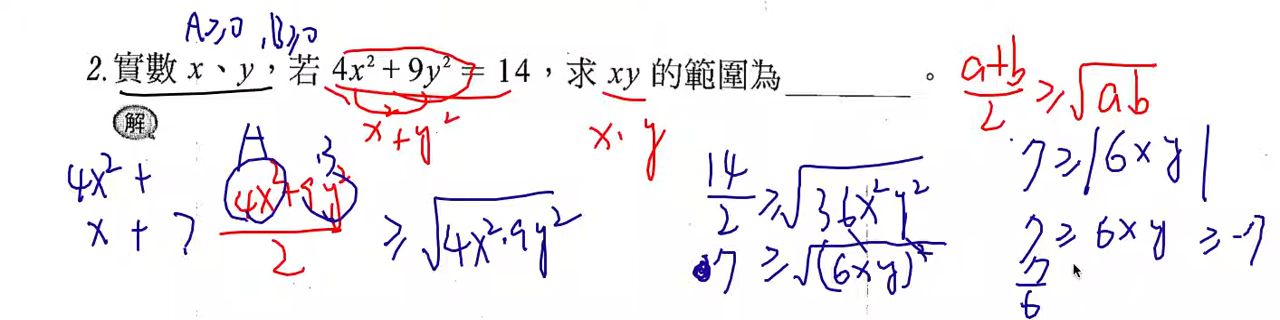 A≥0, B≥0
2. 實數 x、y，若 4x² + 9y² = 14，求 xy 的範圍為________。
解
x² + y²
x · y
4x² +
x + ?
A B
(4x² + 9y²)/2 ≥ √(4x²·9y²)
14/2 ≥ √(36x²y²)
7 ≥ √((6xy)²)
(a+b)/2 ≥ √(ab)
7 ≥ |6xy|
7 ≥ 6xy ≥ -7
7/6